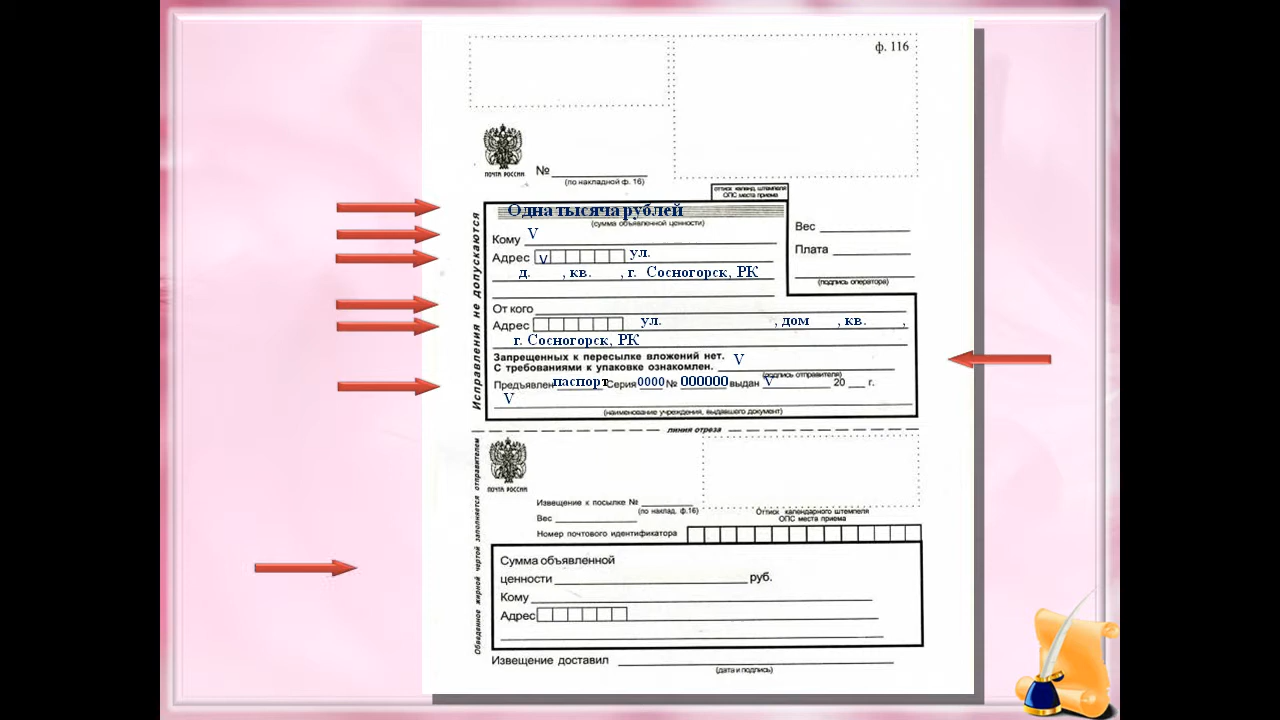 ф. 116
ПОЧТА РОССИИ
№
(по накладной ф. 16)
оттиск календ. штемпеля
ОПС места приема
Исправления не допускаются
Одна тысяча рублей
(сумма объявленной ценности)
Кому V
Адрес V ул.
д. , кв. , г. Сосногорск, РК
Вес
Плата
(подпись оператора)
От кого
Адрес ул. , дом , кв. ,
г. Сосногорск, РК
Запрещенных к пересылке вложений нет. V
С требованиями к упаковке ознакомлен.
(подпись отправителя)
Предъявлен паспорт Серия 0000 № 000000 выдан V 20 г.
V
(наименование учреждения, выдавшего документ)
линия отреза
Обведенное жирной чертой заполняется отправителем
ПОЧТА РОССИИ
Извещение к посылке №
(по наклад. ф.16)
Вес
Оттиск календарного штемпеля
ОПС места приема
Номер почтового идентификатора
Сумма объявленной
ценности руб.
Кому
Адрес
Извещение доставил
(дата и подпись)